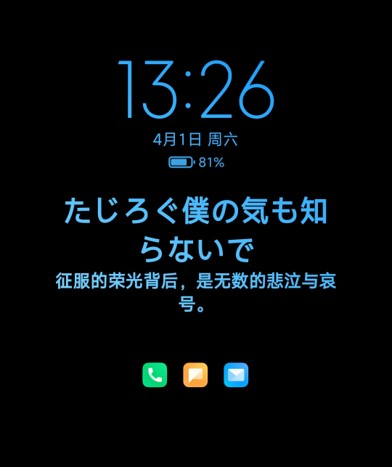 13:26
4月1日 周六
81%
たじろぐ僕の気も知
らないで
征服的荣光背后，是无数的悲泣与哀
号。